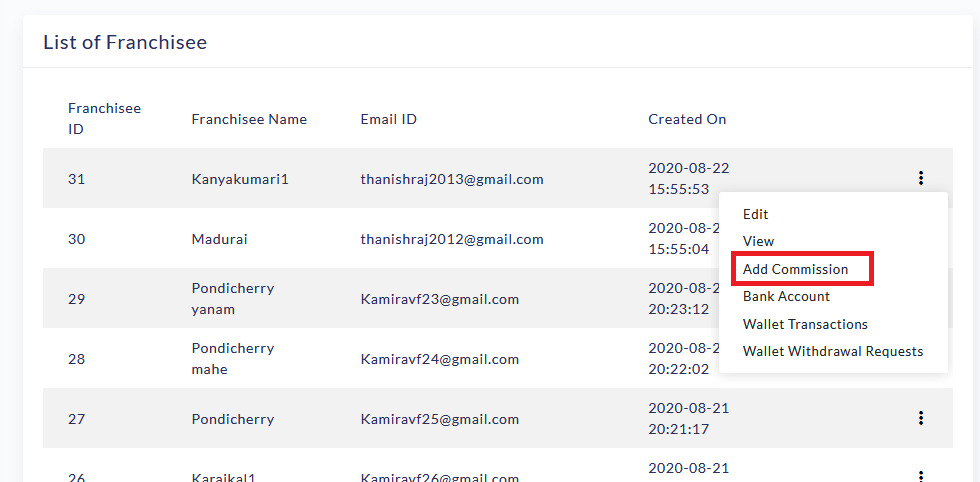 List of Franchisee
Franchisee
ID
Franchisee Name
Email ID
Created On
31
Kanyakumari1
thanishraj2013@gmail.com
2020-08-22
15:55:53
30
Madurai
thanishraj2012@gmail.com
2020-08-2
15:55:04
29
Pondicherry
yanam
Kamiravf23@gmail.com
2020-08-2
20:23:12
28
Pondicherry
mahe
Kamiravf24@gmail.com
2020-08-2
20:22:02
27
Pondicherry
Kamiravf25@gmail.com
2020-08-21
20:21:17
26
Karaikal1
Kamiravf26@gmail.com
2020-08-21
Edit
View
Add Commission
Bank Account
Wallet Transactions
Wallet Withdrawal Requests